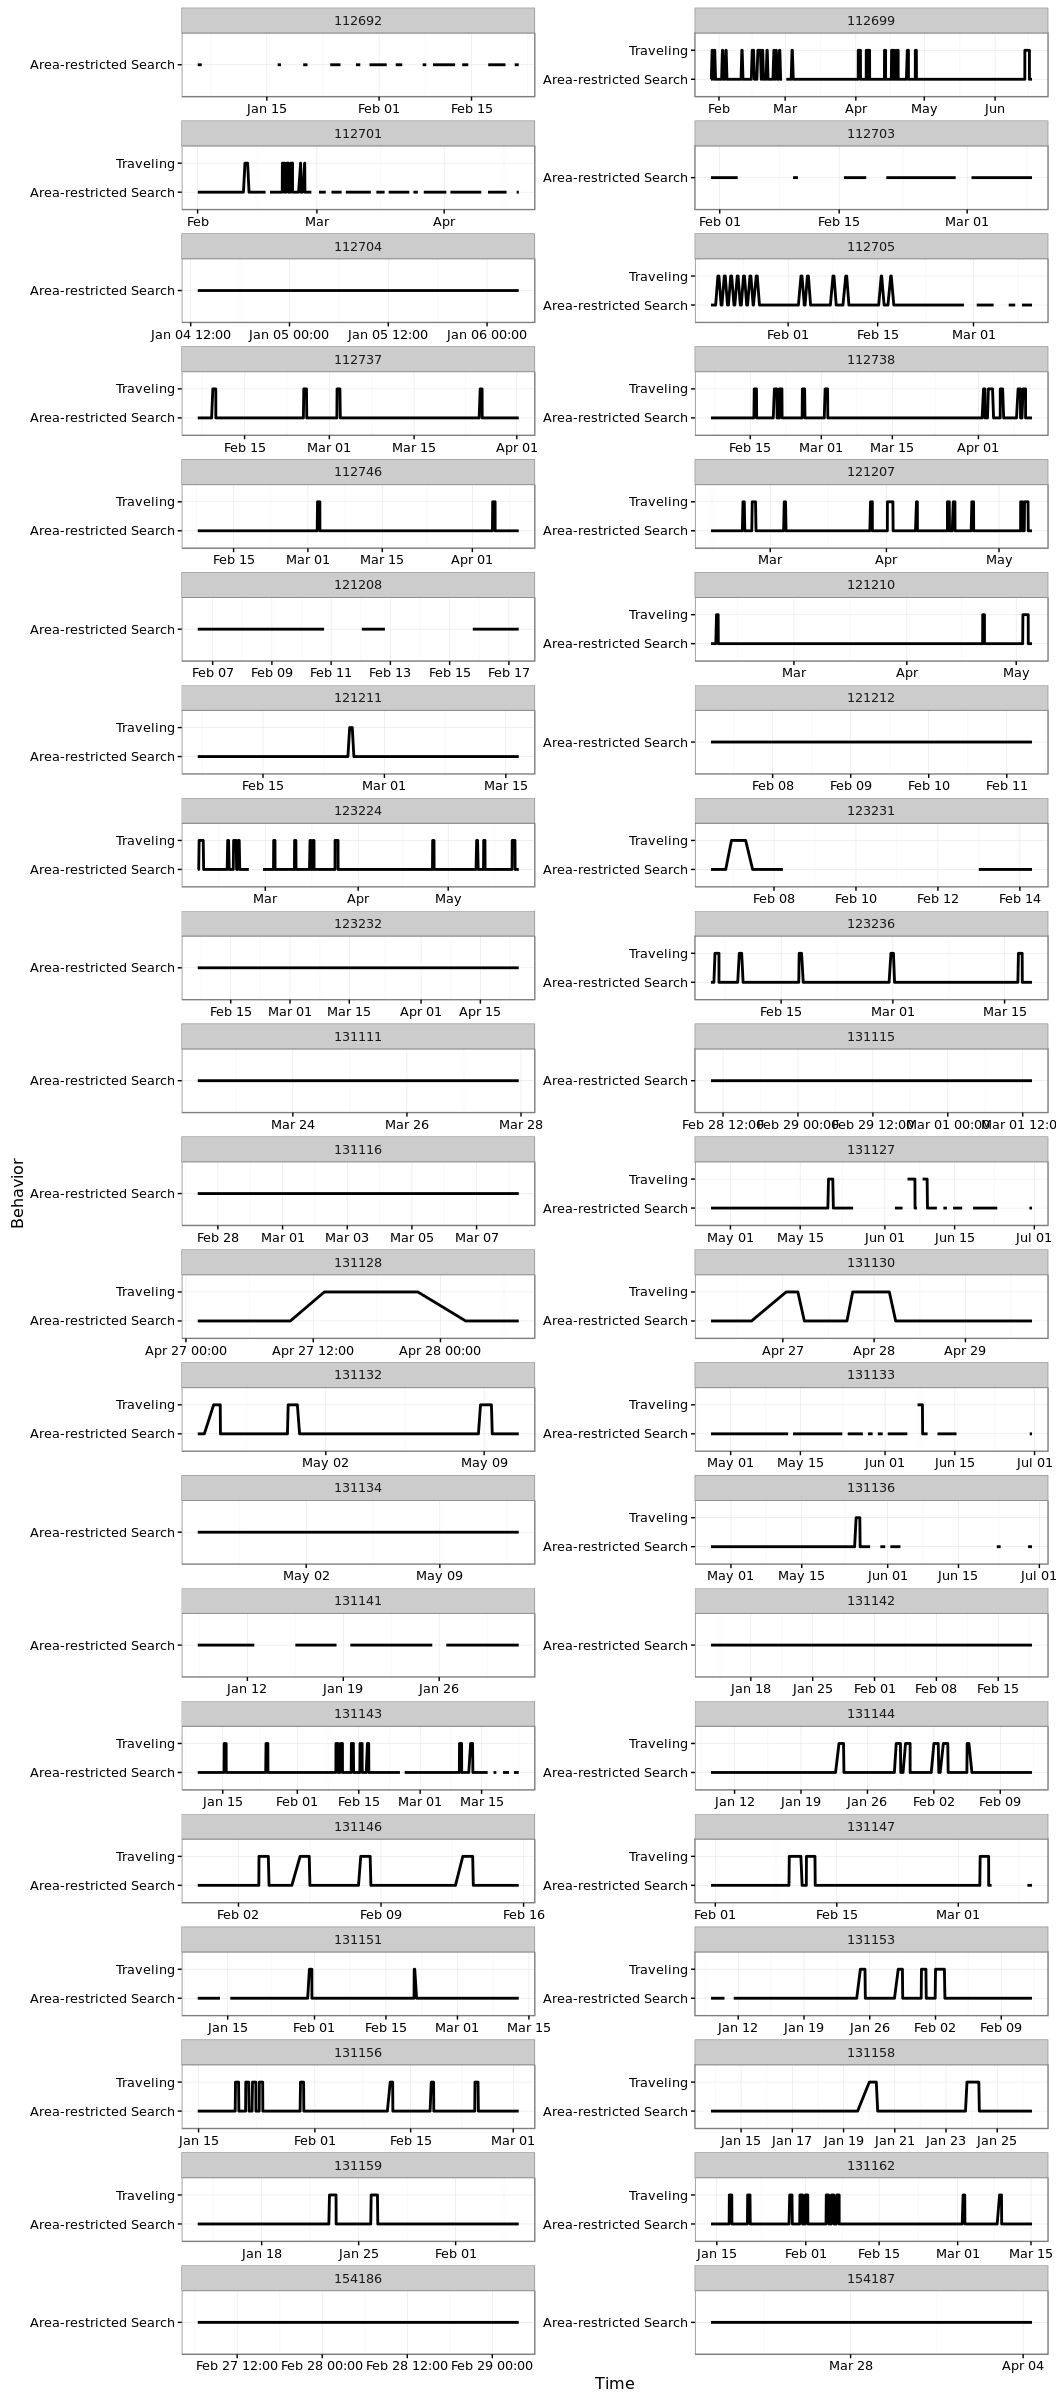 112692 112699
Area-restricted Search Traveling
Area-restricted Search
Jan 15 Feb 01 Feb 15 Feb Mar Apr May Jun
112701 112703
Traveling
Area-restricted Search Area-restricted Search
Feb Mar Apr Feb 01 Feb 15 Mar 01
112704 112705
Area-restricted Search Traveling
Area-restricted Search
Jan 04 12:00 Jan 05 00:00 Jan 05 12:00 Jan 06 00:00 Feb 01 Feb 15 Mar 01
112737 112738
Traveling Traveling
Area-restricted Search Area-restricted Search
Feb 15 Mar 01 Mar 15 Apr 01 Feb 15 Mar 01 Mar 15 Apr 01
112746 121207
Traveling Traveling
Area-restricted Search Area-restricted Search
Feb 15 Mar 01 Mar 15 Apr 01 Mar Apr May
121208 121210
Area-restricted Search Traveling
Area-restricted Search
Feb 07 Feb 09 Feb 11 Feb 13 Feb 15 Feb 17 Mar Apr May
121211 121212
Traveling
Area-restricted Search Area-restricted Search
Feb 15 Mar 01 Mar 15 Feb 08 Feb 09 Feb 10 Feb 11
123224 123231
Traveling Traveling
Area-restricted Search Area-restricted Search
Mar Apr May Feb 08 Feb 10 Feb 12 Feb 14
123232 123236
Area-restricted Search Traveling
Area-restricted Search
Feb 15 Mar 01 Mar 15 Apr 01 Apr 15 Feb 15 Mar 01 Mar 15
131111 131115
Area-restricted Search Area-restricted Search
Mar 24 Mar 26 Mar 28 Feb 28 12:00 Feb 29 00:00 Feb 29 12:00 Mar 01 00:00 Mar 01 12:0
131116 131127
Area-restricted Search Traveling
Area-restricted Search
Feb 28 Mar 01 Mar 03 Mar 05 Mar 07 May 01 May 15 Jun 01 Jun 15 Jul 01
131128 131130
Traveling Traveling
Area-restricted Search Area-restricted Search
Apr 27 00:00 Apr 27 12:00 Apr 28 00:00 Apr 27 Apr 28 Apr 29
131132 131133
Traveling Traveling
Area-restricted Search Area-restricted Search
May 02 May 09 May 01 May 15 Jun 01 Jun 15 Jul 01
131134 131136
Area-restricted Search Traveling
Area-restricted Search
May 02 May 09 May 01 May 15 Jun 01 Jun 15 Jul 01
131141 131142
Area-restricted Search Area-restricted Search
Jan 12 Jan 19 Jan 26 Jan 18 Jan 25 Feb 01 Feb 08 Feb 15
131143 131144
Traveling Traveling
Area-restricted Search Area-restricted Search
Jan 15 Feb 01 Feb 15 Mar 01 Mar 15 Jan 12 Jan 19 Jan 26 Feb 02 Feb 09
131146 131147
Traveling Traveling
Area-restricted Search Area-restricted Search
Feb 02 Feb 09 Feb 16 Feb 01 Feb 15 Mar 01
131151 131153
Traveling Traveling
Area-restricted Search Area-restricted Search
Jan 15 Feb 01 Feb 15 Mar 01 Mar 15 Jan 12 Jan 19 Jan 26 Feb 02 Feb 09
131156 131158
Traveling Traveling
Area-restricted Search Area-restricted Search
Jan 15 Feb 01 Feb 15 Mar 01 Jan 15 Jan 17 Jan 19 Jan 21 Jan 23 Jan 25
131159 131162
Traveling Traveling
Area-restricted Search Area-restricted Search
Jan 18 Jan 25 Feb 01 Jan 15 Feb 01 Feb 15 Mar 01 Mar 15
154186 154187
Area-restricted Search Area-restricted Search
Feb 27 12:00 Feb 28 00:00 Feb 28 12:00 Feb 29 00:00 Mar 28 Apr 04
Time
Behavior